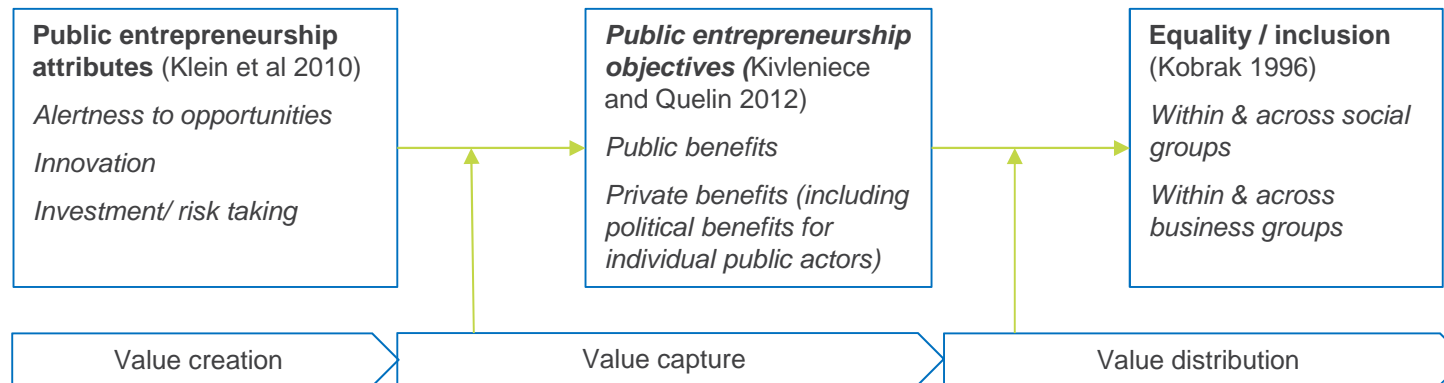 Public entrepreneurship
attributes (Klein et al 2010)
Alertness to opportunities
Innovation
Investment/ risk taking
Public entrepreneurship
objectives (Kivleniece
and Quelin 2012)
Public benefits
Private benefits (including
political benefits for
individual public actors)
Equality / inclusion
(Kobrak 1996)
Within & across social
groups
Within & across
business groups
Value creation
Value capture
Value distribution